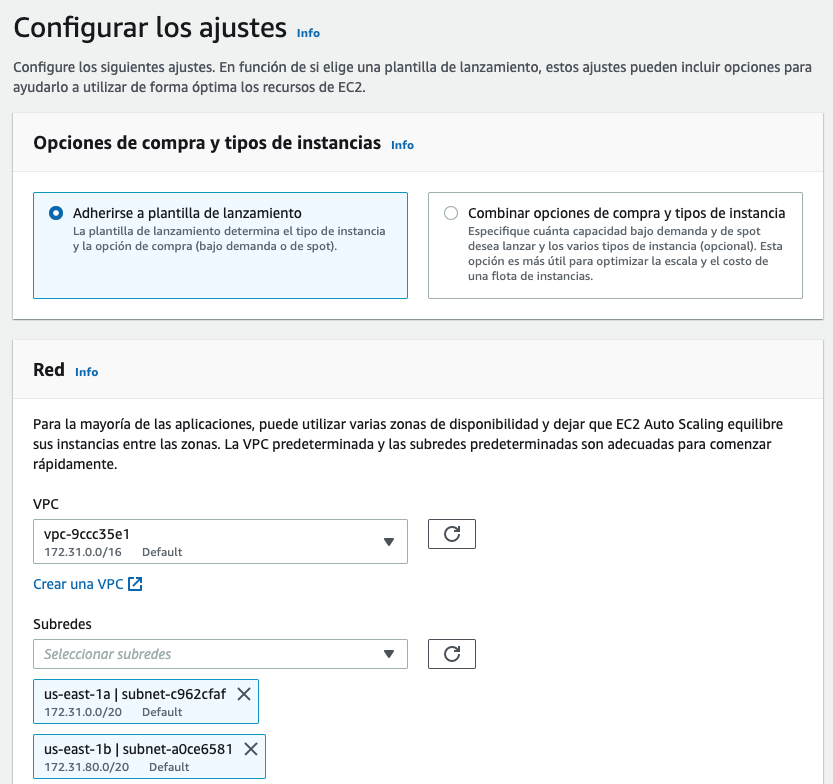 Configurar los ajustes Info
Configure los siguientes ajustes. En función de si elige una plantilla de lanzamiento, estos ajustes pueden incluir opciones para
ayudarlo a utilizar de forma óptima los recursos de EC2.
Opciones de compra y tipos de instancias Info
Adherirse a plantilla de lanzamiento
La plantilla de lanzamiento determina el tipo de instancia
y la opción de compra (bajo demanda o de spot).
Combinar opciones de compra y tipos de instancia
Especifique cuánta capacidad bajo demanda y de spot
desea lanzar y los varios tipos de instancia (opcional). Esta
opción es más útil para optimizar la escala y el costo de
una flota de instancias.
Red Info
Para la mayoría de las aplicaciones, puede utilizar varias zonas de disponibilidad y dejar que EC2 Auto Scaling equilibre
sus instancias entre las zonas. La VPC predeterminada y las subredes predeterminadas son adecuadas para comenzar
rápidamente.
VPC
vpc-9ccc35e1
172.31.0.0/16 Default
Crear una VPC
Subredes
Seleccionar subredes
us-east-1a | subnet-c962cfaf
172.31.0.0/20 Default
us-east-1b | subnet-a0ce6581
172.31.80.0/20 Default